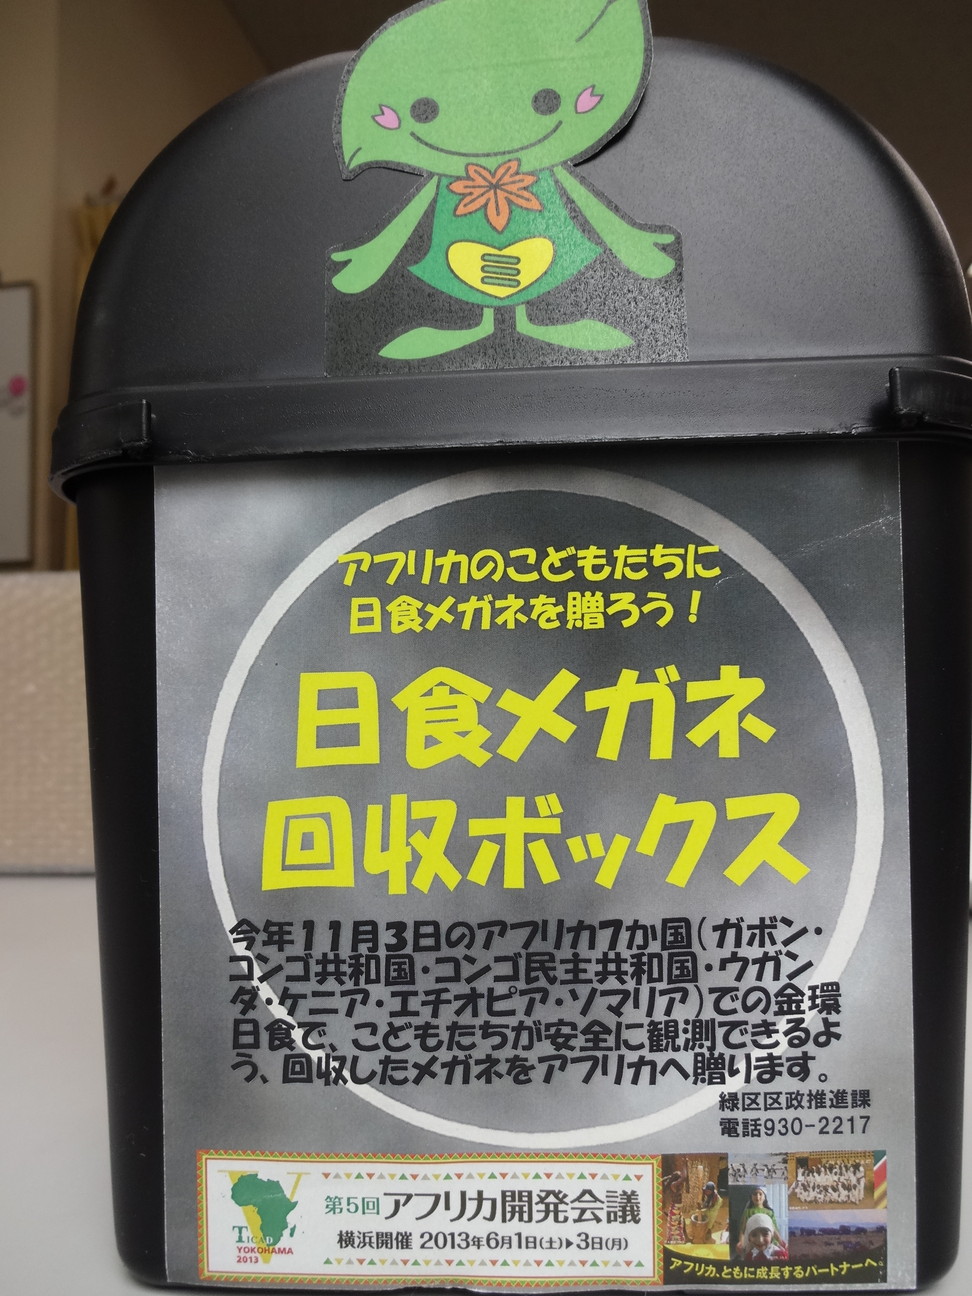 アフリカのこどもたちに
日食メガネを贈ろう！
日食メガネ
回収ボックス
今年11月3日のアフリカ7か国(ガボン・
コンゴ共和国・コンゴ民主共和国・ウガン
ダ・ケニア・エチオピア・ソマリア)での金環
日食で、こどもたちが安全に観測できるよ
う、回収したメガネをアフリカへ贈ります。
緑区区政推進課
電話930-2217
V
TICAD
YOKOHAMA
2013
第5回アフリカ開発会議
横浜開催 2013年6月1日(土)▶3日(月)
アフリカ、ともに成長するパートナーへ。